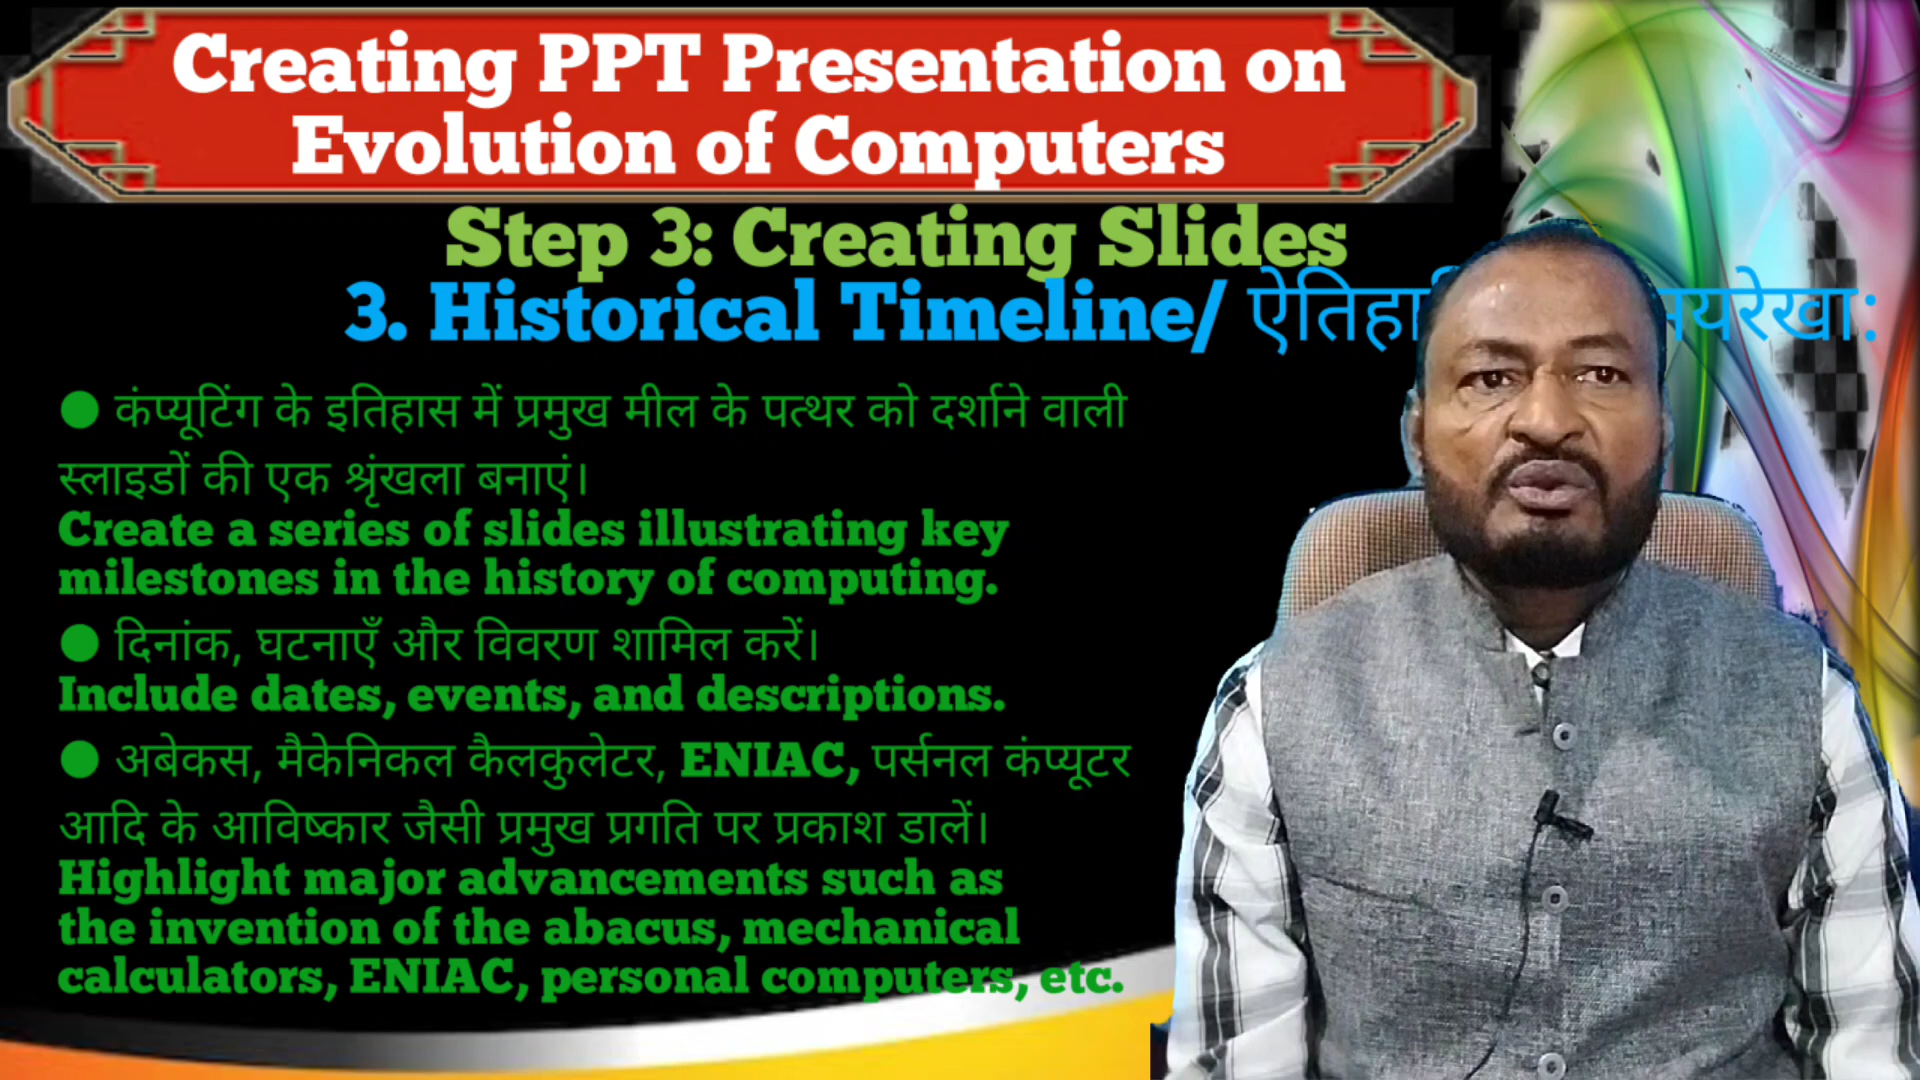 Creating PPT Presentation on
Evolution of Computers
Step 3: Creating Slides
3. Historical Timeline/
● कंप्यूटिंग के इतिहास में प्रमुख मील के पत्थर को दर्शाने वाली
स्लाइडों की एक श्रृंखला बनाएं।
Create a series of slides illustrating key
milestones in the history of computing.
● दिनांक, घटनाएँ और विवरण शामिल करें।
Include dates, events, and descriptions.
● अबेकस, मैकेनिकल कैलकुलेटर, ENIAC, पर्सनल कंप्यूटर
आदि के आविष्कार जैसी प्रमुख प्रगति पर प्रकाश डालें।
Highlight major advancements such as
the invention of the abacus, mechanical
calculators, ENIAC, personal computers, etc.